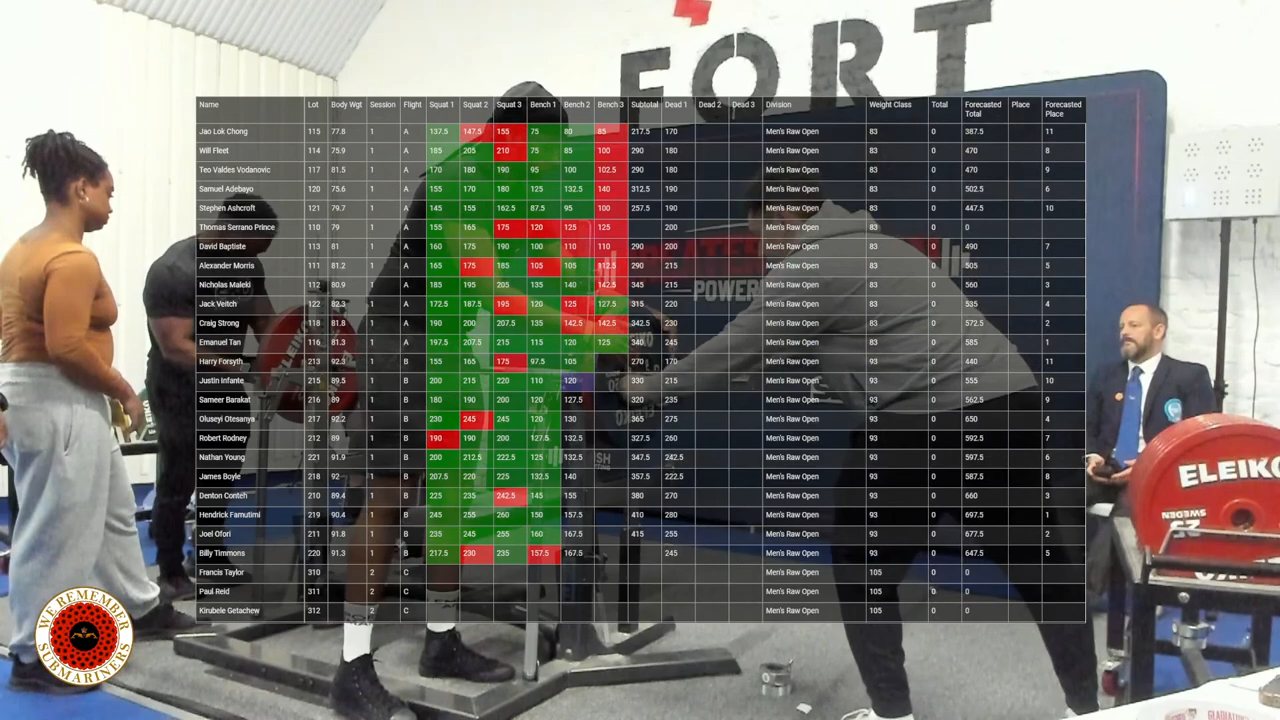 FORT
Name Lot Body Wgt Session Flight Squat 1 Squat 2 Squat 3 Bench 1 Bench 2 Bench 3 Subtotal Dead 1 Dead 2 Dead 3 Division Weight Class Total Forecasted Total Place Forecasted Place
Jao Lok Chong 115 77.8 1 A 137.5 147.5 155 75 80 85 217.5 170 Men's Raw Open 83 0 387.5 11
Will Fleet 114 75.9 1 A 185 205 210 75 85 100 290 180 Men's Raw Open 83 0 470 8
Teo Valdes Vodanovic 117 81.5 1 A 170 180 190 95 100 102.5 290 180 Men's Raw Open 83 0 470 9
Samuel Adebayo 120 75.6 1 A 155 170 180 125 132.5 140 312.5 190 Men's Raw Open 83 0 502.5 6
Stephen Ashcroft 121 79.7 1 A 145 155 162.5 87.5 95 100 257.5 190 Men's Raw Open 83 0 447.5 10
Thomas Serrano Prince 110 79 1 A 155 165 175 120 125 125 200 Men's Raw Open 83 0 0
David Baptiste 113 81 1 A 160 175 190 100 110 110 290 200 Men's Raw Open 83 0 490 7
Alexander Morris 111 81.2 1 A 165 175 185 105 105 112.5 290 215 Men's Raw Open 83 0 505 5
Nicholas Maleki 112 80.9 1 A 185 195 205 135 140 142.5 345 215 Men's Raw Open 83 0 560 3
Jack Veitch 122 82.3 1 A 172.5 187.5 195 120 125 127.5 315 220 Men's Raw Open 83 0 535 4
Craig Strong 118 81.8 1 A 190 200 207.5 135 142.5 142.5 342.5 230 Men's Raw Open 83 0 572.5 2
Emanuel Tan 116 81.3 1 A 197.5 207.5 215 115 120 125 340 245 Men's Raw Open 83 0 585 1
Harry Forsyth 213 92.3 1 B 155 165 175 97.5 105 270 170 Men's Raw Open 93 0 440 11
Justin Infante 215 89.5 1 B 200 215 220 110 120 330 215 Men's Raw Open 93 0 555 10
Sameer Barakat 216 89 1 B 180 190 200 120 127.5 320 235 Men's Raw Open 93 0 562.5 9
Oluseyi Otesanya 217 92.2 1 B 230 245 245 120 130 365 275 Men's Raw Open 93 0 650 4
Robert Rodney 212 89 1 B 190 190 200 127.5 132.5 327.5 260 Men's Raw Open 93 0 592.5 7
Nathan Young 221 91.9 1 B 200 212.5 222.5 125 132.5 347.5 242.5 Men's Raw Open 93 0 597.5 6
James Boyle 218 92 1 B 207.5 220 225 132.5 140 357.5 222.5 Men's Raw Open 93 0 587.5 8
Denton Conteh 210 89.4 1 B 225 235 242.5 145 155 380 270 Men's Raw Open 93 0 660 3
Hendrick Famutimi 219 90.4 1 B 245 255 260 150 157.5 410 280 Men's Raw Open 93 0 697.5 1
Joel Ofori 211 91.8 1 B 235 245 255 160 167.5 415 255 Men's Raw Open 93 0 677.5 2
Billy Timmons 220 91.3 1 B 217.5 230 235 157.5 167.5 245 Men's Raw Open 93 0 647.5 5
Francis Taylor 310 2 C Men's Raw Open 105 0 0
Paul Reid 311 2 C Men's Raw Open 105 0 0
Kirubele Getachew 312 2 C Men's Raw Open 105 0 0
ELEIKO
SWEDEN
25
WE REMEMBER
SUBMARINERS